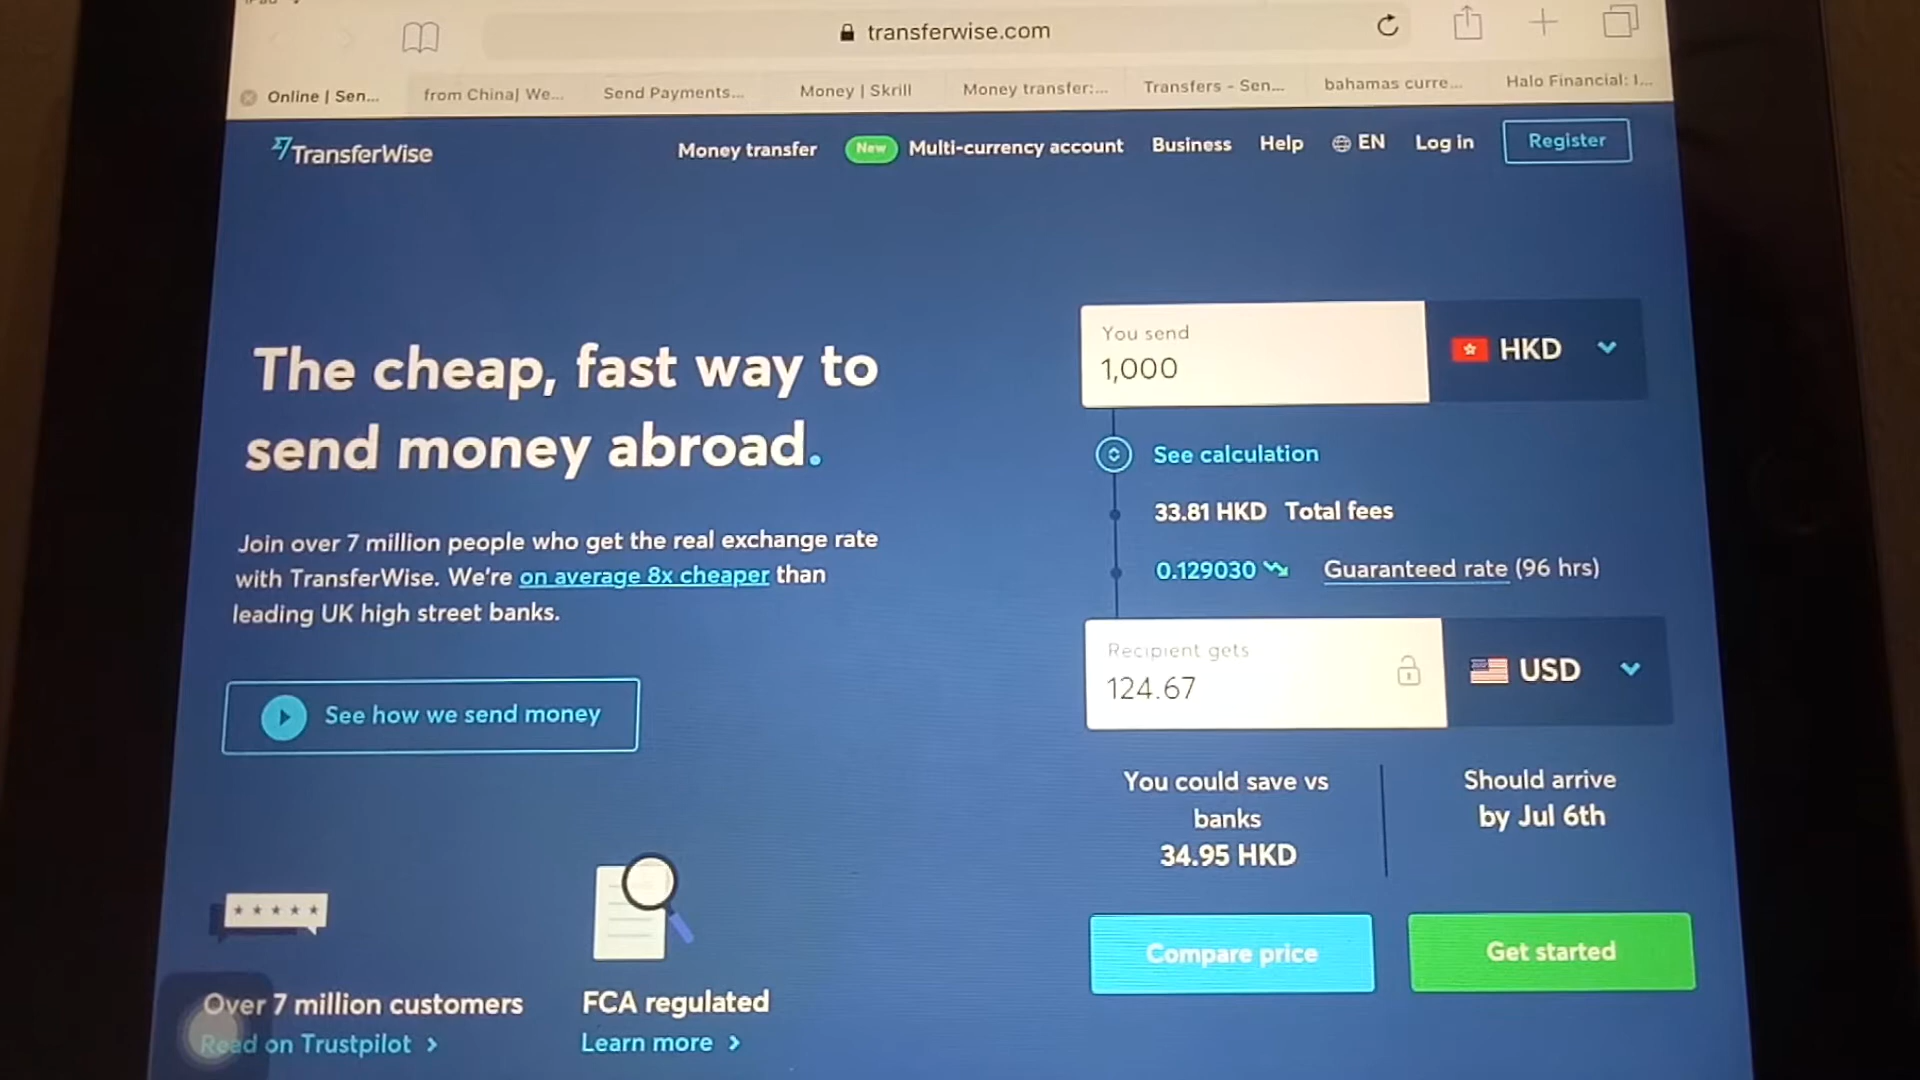 transferwise.com
Online | Sen...
from China| We...
Send Payments...
Money | Skrill
Money transfer:...
Transfers - Sen...
bahamas curre...
Halo Financial: I...
TransferWise
Money transfer
New
Multi-currency account
Business
Help
EN
Log in
Register
The cheap, fast way to
send money abroad.
Join over 7 million people who get the real exchange rate
with TransferWise. We're on average 8x cheaper than
leading UK high street banks.
See how we send money
You send
1,000
HKD
See calculation
33.81 HKD Total fees
0.129030 Guaranteed rate (96 hrs)
Recipient gets
124.67
USD
You could save vs
banks
34.95 HKD
Should arrive
by Jul 6th
Compare price
Get started
Over 7 million customers
Read on Trustpilot
FCA regulated
Learn more